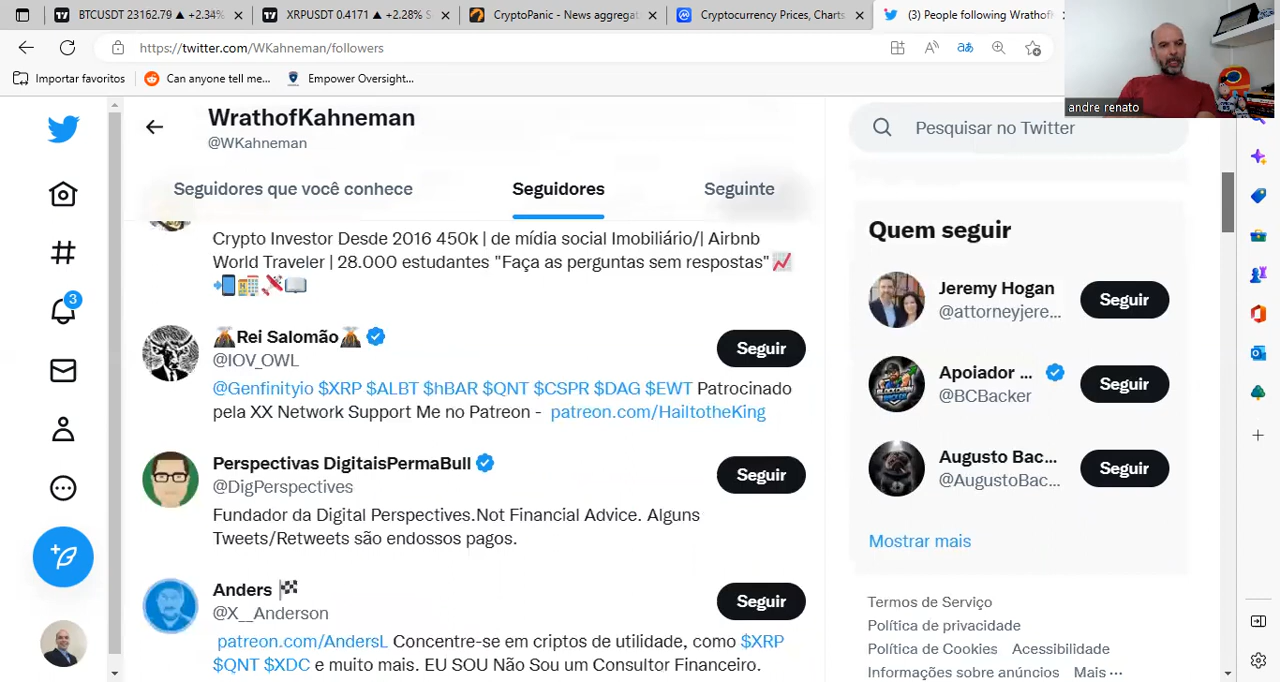 BTCUSDT 23162.79 ▲ +2.34%
XRPUSDT 0.4171 ▲ +2.28% S
CryptoPanic - News aggregat
Cryptocurrency Prices, Charts
(3) People following Wrathof
https://twitter.com/WKahneman/followers
Importar favoritos
Can anyone tell me...
Empower Oversight...
andre renato
WrathofKahneman
@WKahneman
Pesquisar no Twitter
Seguidores que você conhece
Seguidores
Seguinte
Crypto Investor Desde 2016 450k | de mídia social Imobiliário/| Airbnb
World Traveler | 28.000 estudantes "Faça as perguntas sem respostas"
Rei Salomão
@IOV_OWL
Seguir
@Genfinityio $XRP $ALBT $hBAR $QNT $CSPR $DAG $EWT Patrocinado
pela XX Network Support Me no Patreon - patreon.com/HailtotheKing
Perspectivas DigitaisPermaBull
@DigPerspectives
Seguir
Fundador da Digital Perspectives.Not Financial Advice. Alguns
Tweets/Retweets são endossos pagos.
Anders
@X__Anderson
Seguir
patreon.com/AndersL Concentre-se em criptos de utilidade, como $XRP
$QNT $XDC e muito mais. EU SOU Não Sou um Consultor Financeiro.
3
Quem seguir
Jeremy Hogan
@attorneyjere...
Seguir
Apoiador ...
@BCBacker
Seguir
Augusto Bac...
@AugustoBac...
Seguir
Mostrar mais
Termos de Serviço
Política de privacidade
Política de Cookies Acessibilidade
Informações sobre anúncios Mais ···